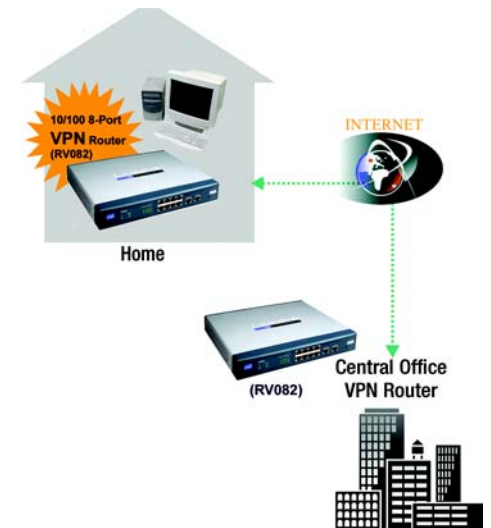 10/100 8-Port
VPN Router
(RV082)
INTERNET
Home
(RV082)
Central Office
VPN Router